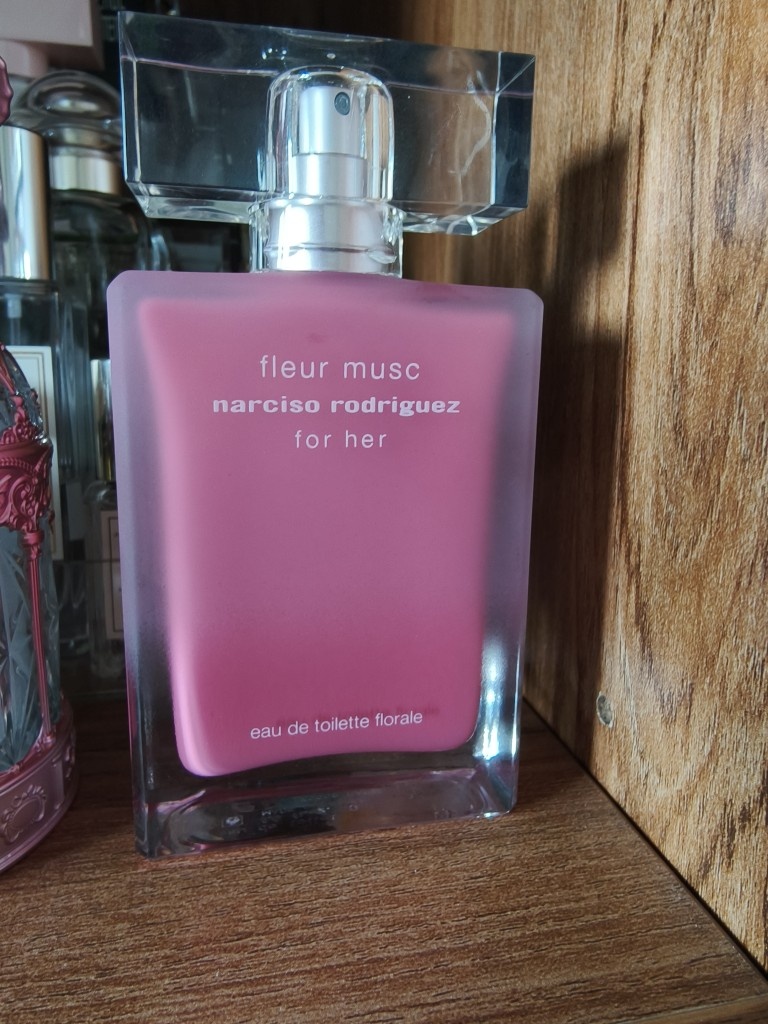 fleur musc
narciso rodriguez
for her
eau de toilette florale